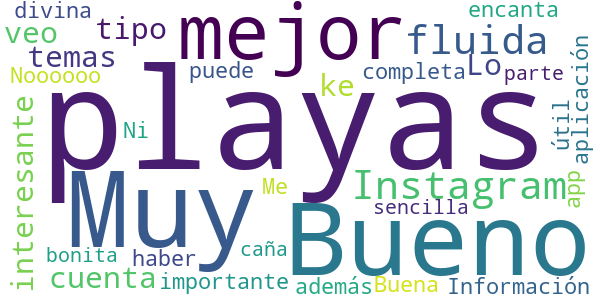 divina
mejor
encanta
veo
tipo
fluida
temas
Noooooo
puede
completa
Lo
parte
ke
playas
útil
aplicación
interesante
Ni
Muy
Me
Instagram
app
sencilla
Bueno
bonita
haber
caña
cuenta
importante
además
Buena
Información